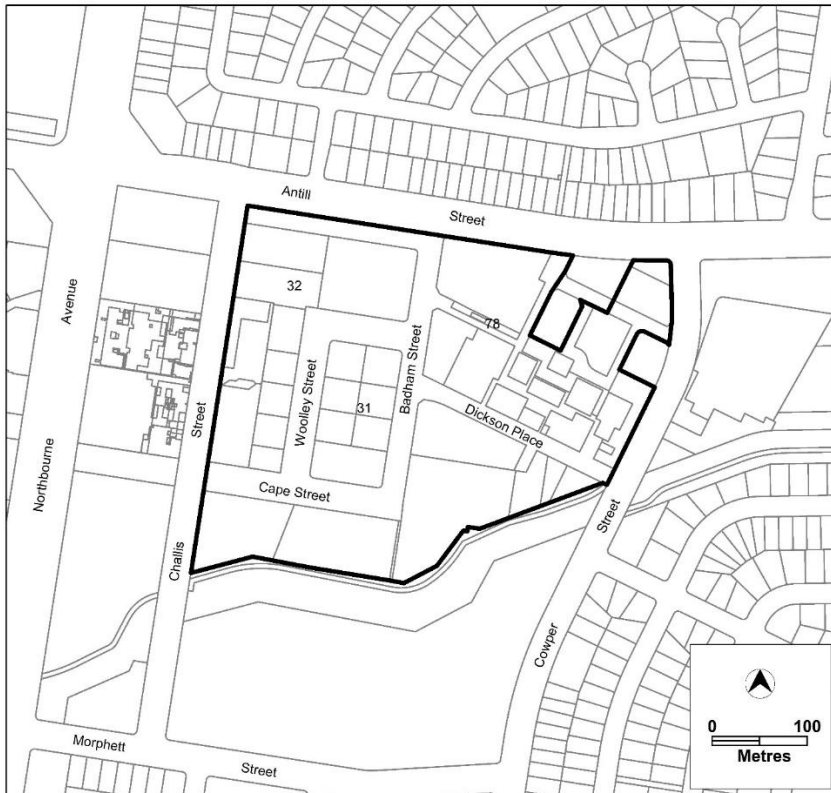 Antill
Street
32
Avenue
78
Badham Street
Woolley Street
31
Street
Dickson Place
Cape Street
Northbourne
Street
Challis
Cowper
Morphett
Street
0 100
Metres